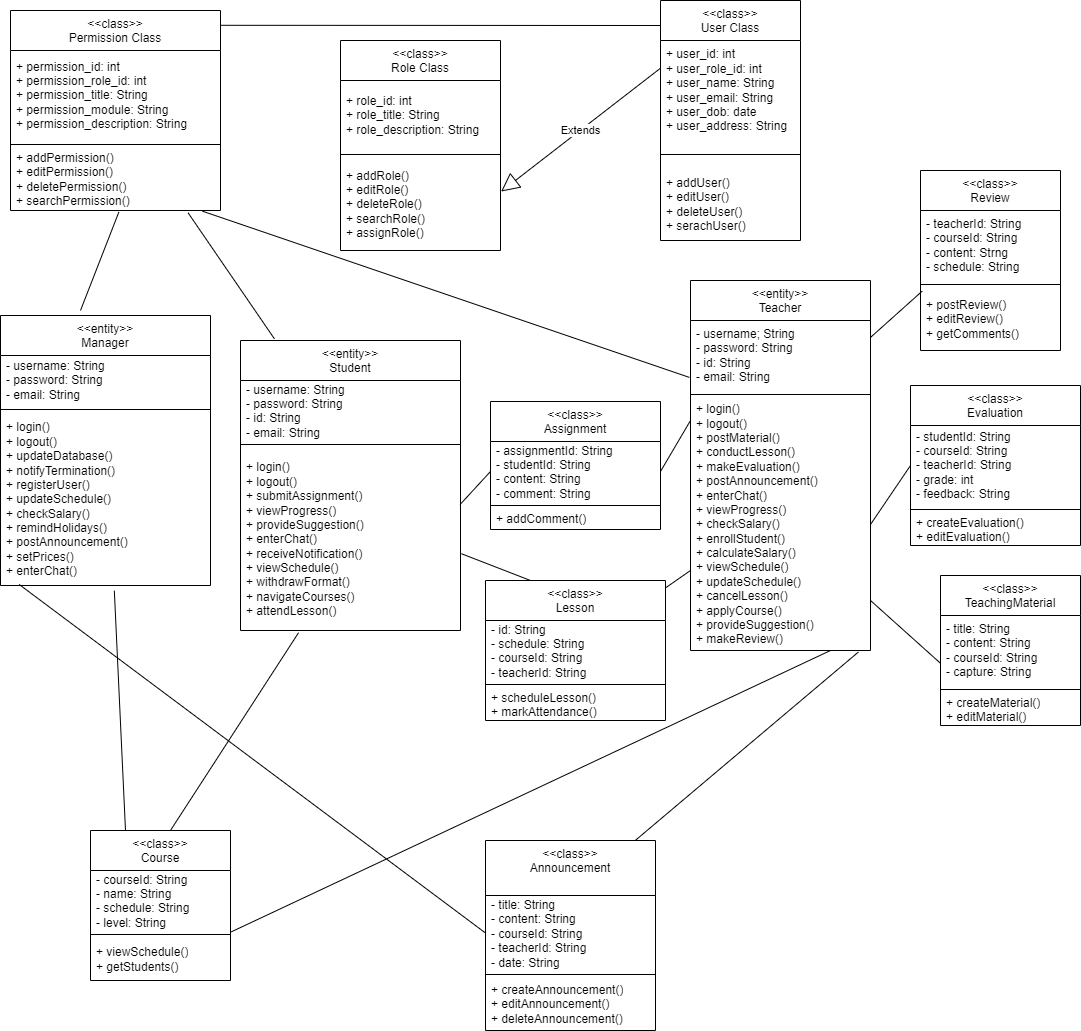 <<class>>
Permission Class
+ permission_id: int
+ permission_role_id: int
+ permission_title: String
+ permission_module: String
+ permission_description: String
+ addPermission()
+ editPermission()
+ deletePermission()
+ searchPermission()
<<class>>
Role Class
+ role_id: int
+ role_title: String
+ role_description: String
+ addRole()
+ editRole()
+ deleteRole()
+ searchRole()
+ assignRole()
Extends
<<class>>
User Class
+ user_id: int
+ user_role_id: int
+ user_name: String
+ user_email: String
+ user_dob: date
+ user_address: String
+ addUser()
+ editUser()
+ deleteUser()
+ serachUser()
<<class>>
Review
- teacherId: String
- courseId: String
- content: Strng
- schedule: String
+ postReview()
+ editReview()
+ getComments()
<<entity>>
Manager
- username: String
- password: String
- email: String
+ login()
+ logout()
+ updateDatabase()
+ notifyTermination()
+ registerUser()
+ updateSchedule()
+ checkSalary()
+ remindHolidays()
+ postAnnouncement()
+ setPrices()
+ enterChat()
<<entity>>
Student
- username: String
- password: String
- id: String
- email: String
+ login()
+ logout()
+ submitAssignment()
+ viewProgress()
+ provideSuggestion()
+ enterChat()
+ receiveNotification()
+ viewSchedule()
+ withdrawFormat()
+ navigateCourses()
+ attendLesson()
<<class>>
Assignment
- assignmentId: String
- studentId: String
- content: String
- comment: String
+ addComment()
<<entity>>
Teacher
- username; String
- password: String
- id: String
- email: String
+ login()
+ logout()
+ postMaterial()
+ conductLesson()
+ makeEvaluation()
+ postAnnouncement()
+ enterChat()
+ viewProgress()
+ checkSalary()
+ enrollStudent()
+ calculateSalary()
+ viewSchedule()
+ updateSchedule()
+ cancelLesson()
+ applyCourse()
+ provideSuggestion()
+ makeReview()
<<class>>
Evaluation
- studentId: String
- courseId: String
- teacherId: String
- grade: int
- feedback: String
+ createEvaluation()
+ editEvaluation()
<<class>>
Lesson
- id: String
- schedule: String
- courseId: String
- teacherId: String
+ scheduleLesson()
+ markAttendance()
<<class>>
TeachingMaterial
- title: String
- content: String
- courseId: String
- capture: String
+ createMaterial()
+ editMaterial()
<<class>>
Course
- courseId: String
- name: String
- schedule: String
- level: String
+ viewSchedule()
+ getStudents()
<<class>>
Announcement
- title: String
- content: String
- courseId: String
- teacherId: String
- date: String
+ createAnnouncement()
+ editAnnouncement()
+ deleteAnnouncement()